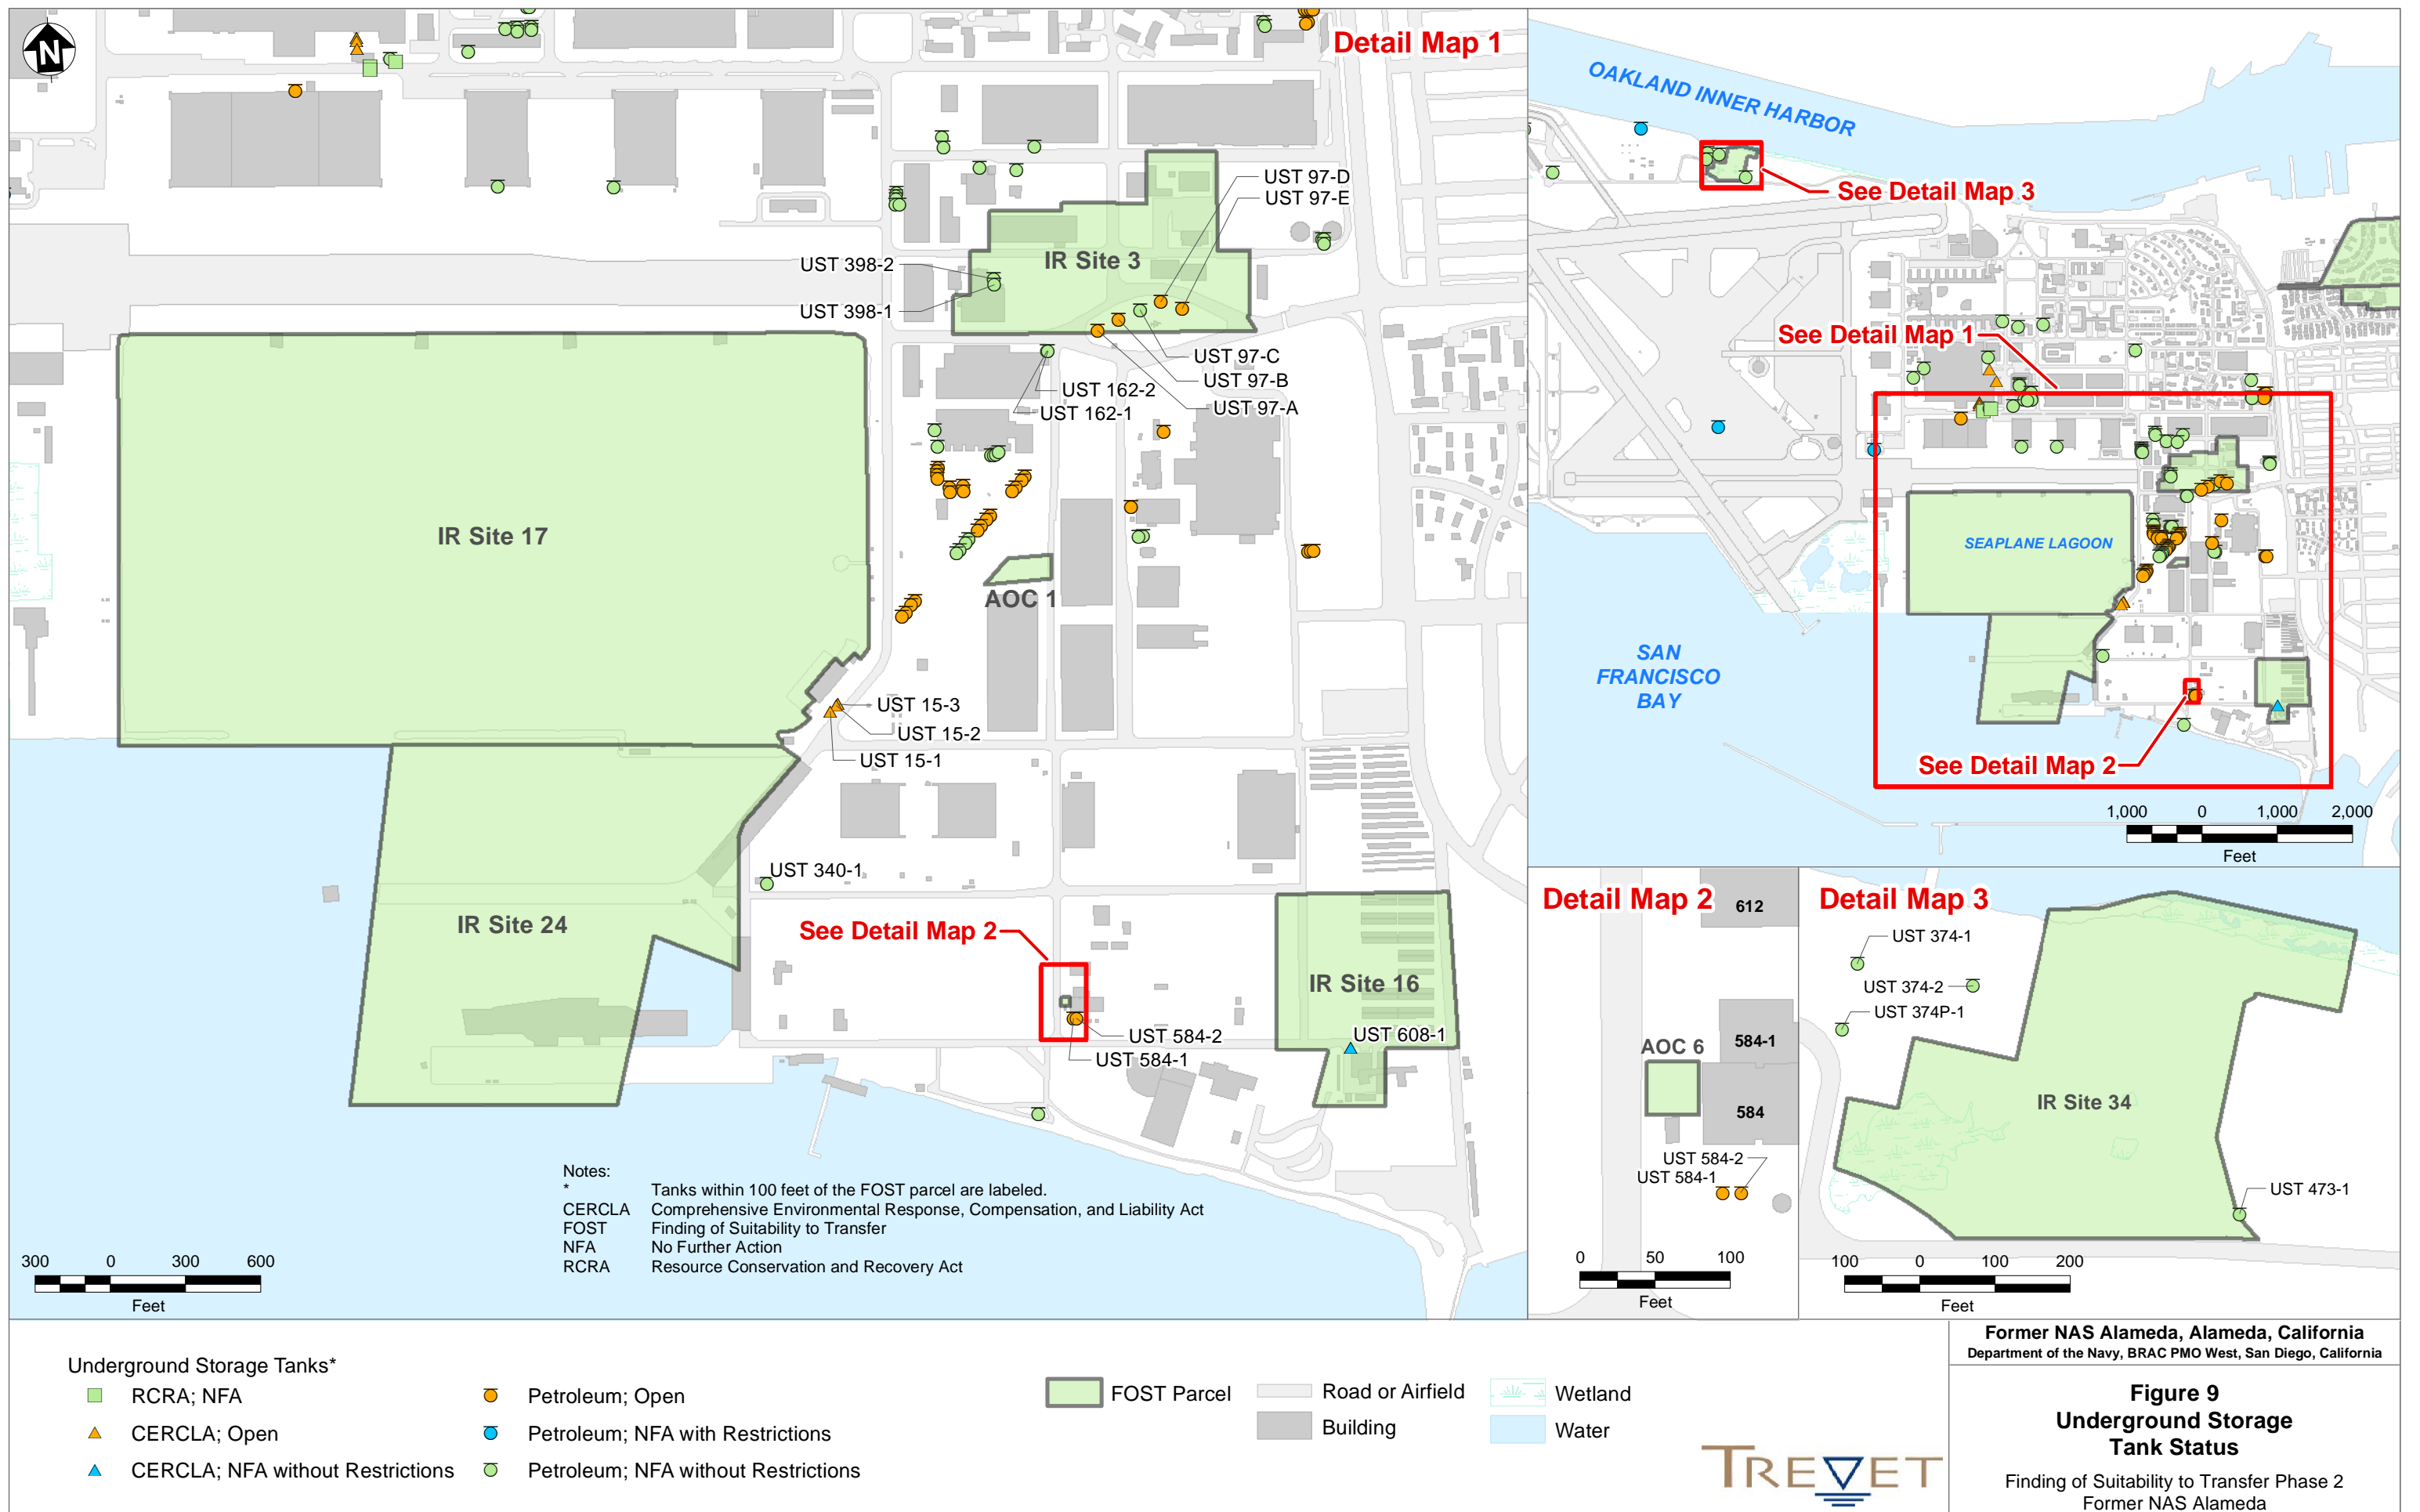 N
Detail Map 1
UST 97-D
UST 97-E
UST 398-2
IR Site 3
UST 398-1
UST 97-C
UST 97-B
UST 97-A
UST 162-2
UST 162-1
IR Site 17
AOC 1
UST 15-3
UST 15-2
UST 15-1
UST 340-1
IR Site 24
See Detail Map 2
IR Site 16
UST 608-1
UST 584-2
UST 584-1
Notes:
* Tanks within 100 feet of the FOST parcel are labeled.
CERCLA Comprehensive Environmental Response, Compensation, and Liability Act
FOST Finding of Suitability to Transfer
NFA No Further Action
RCRA Resource Conservation and Recovery Act
300 0 300 600
Feet
OAKLAND INNER HARBOR
See Detail Map 3
See Detail Map 1
SEAPLANE LAGOON
SAN
FRANCISCO
BAY
See Detail Map 2
1,000 0 1,000 2,000
Feet
Detail Map 2
612
584-1
AOC 6
584
UST 584-2
UST 584-1
0 50 100
Feet
Detail Map 3
UST 374-1
UST 374-2
UST 374P-1
IR Site 34
UST 473-1
100 0 100 200
Feet
Underground Storage Tanks*
RCRA; NFA
CERCLA; Open
CERCLA; NFA without Restrictions
Petroleum; Open
Petroleum; NFA with Restrictions
Petroleum; NFA without Restrictions
FOST Parcel
Road or Airfield
Building
Wetland
Water
TREVET
Former NAS Alameda, Alameda, California
Department of the Navy, BRAC PMO West, San Diego, California
Figure 9
Underground Storage
Tank Status
Finding of Suitability to Transfer Phase 2
Former NAS Alameda